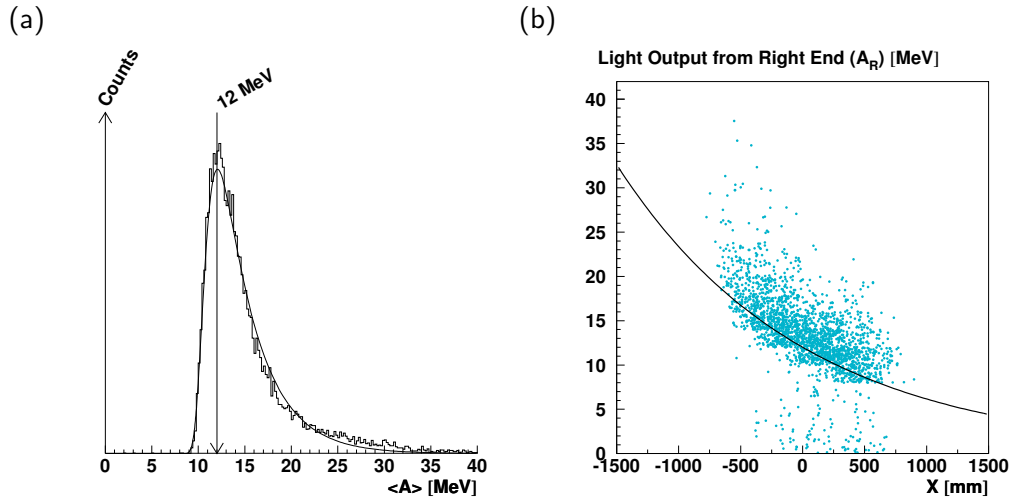 (a)
Counts
12 MeV
0 5 10 15 20 25 30 35 40
<A> [MeV]
(b)
Light Output from Right End (A_R) [MeV]
40
35
30
25
20
15
10
5
0
-1500 -1000 -500 0 500 1000 1500
X [mm]